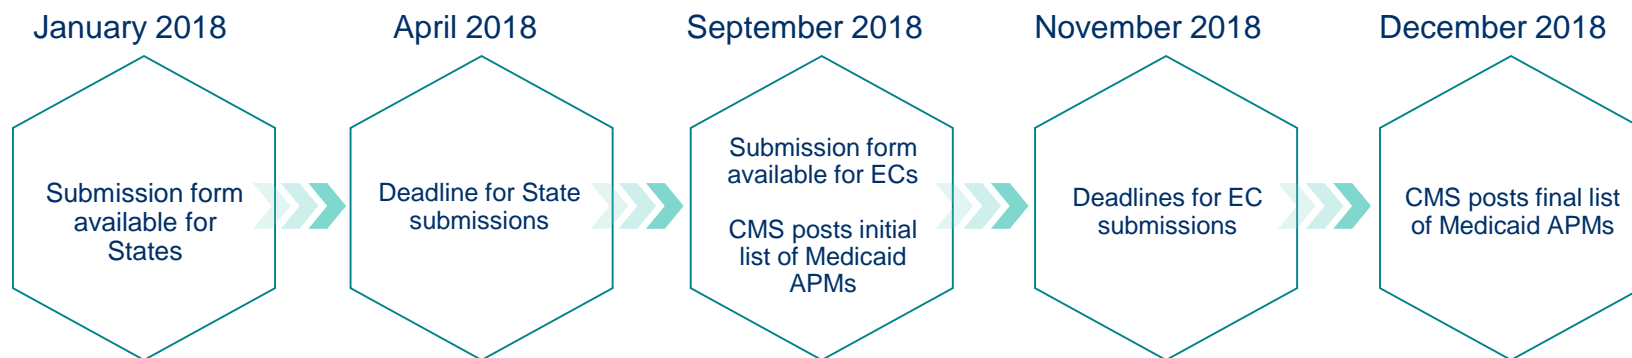 January 2018
Submission form
available for
States
April 2018
Deadline for State
submissions
September 2018
Submission form
available for ECs
CMS posts initial
list of Medicaid
APMs
November 2018
Deadlines for EC
submissions
December 2018
CMS posts final list
of Medicaid APMs